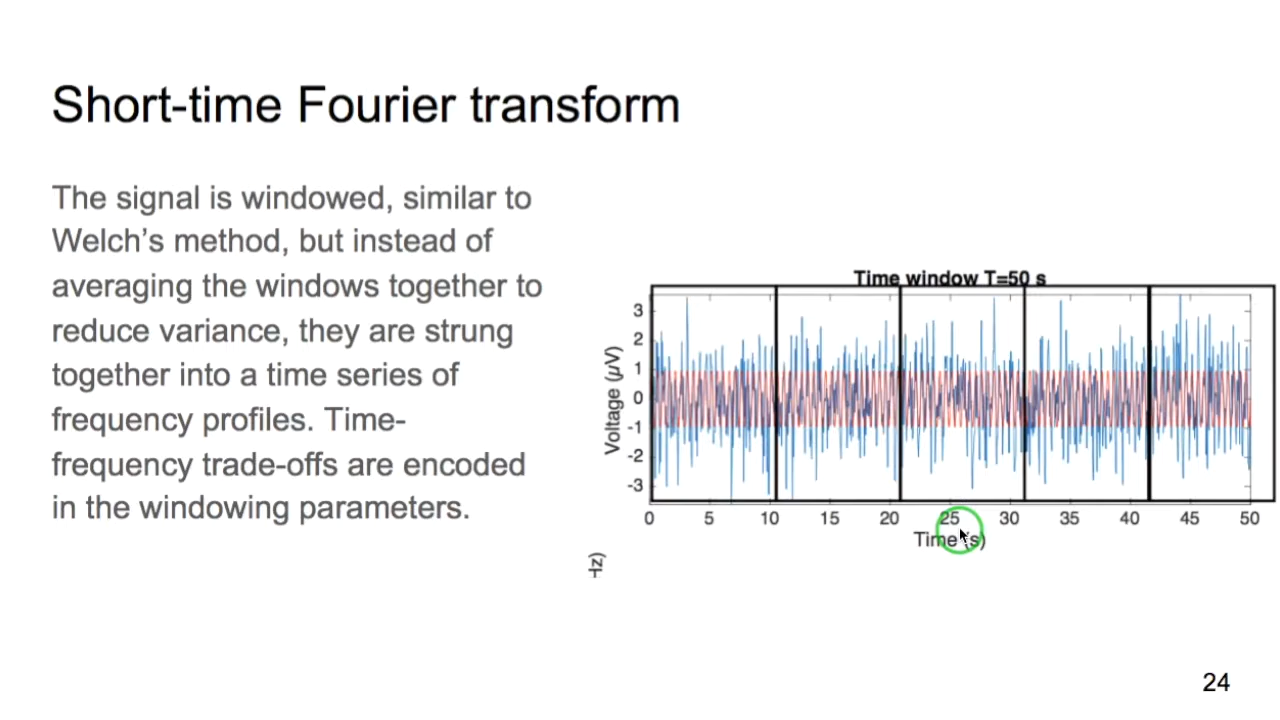 Short-time Fourier transform
The signal is windowed, similar to
Welch's method, but instead of
averaging the windows together to
reduce variance, they are strung
together into a time series of
frequency profiles. Time-
frequency trade-offs are encoded
in the windowing parameters.
Time window T=50 s
Voltage (µV)
3
2
1
0
-1
-2
-3
0 5 10 15 20 25 30 35 40 45 50
Time (s)
Hz)
24